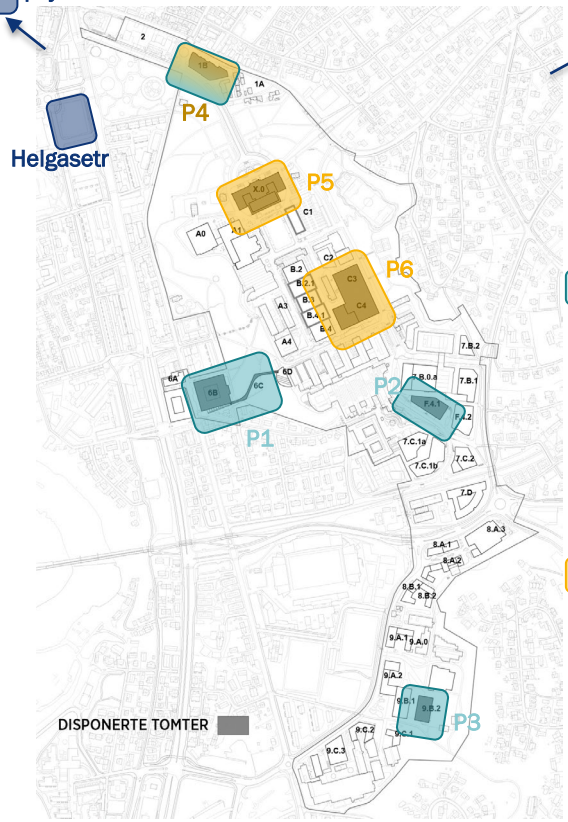 2
1B
1A
P4
Helgasetr
X.0
P5
C1
A0
A1
C2
P6
B.2
C3
B.2.1
B.3
A3
C4
B.4.1
B.4
A4
7.B.2
6D
6A
7.B.0.a
7.B.1
6C
P2
6B
F.4.1
F.4.2
P1
7.C.1a
7.C.2
7.C.1b
7.D
8.A.3
8.A.1
8.A.2
8.B.1
8.B.2
9.A.1
9.A.0
9.A.2
9.B.1
9.B.2
P3
DISPONERTE TOMTER
9.C.2
9.C.1
9.C.3